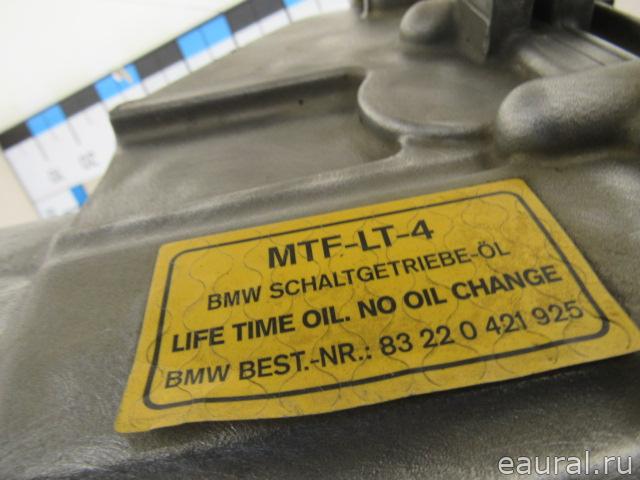 MTF-LT-4
BMW SCHALTGETRIEBE-ÖL
LIFE TIME OIL. NO OIL CHANGE
BMW BEST.-NR.: 83 22 0 421 925
eaural.ru